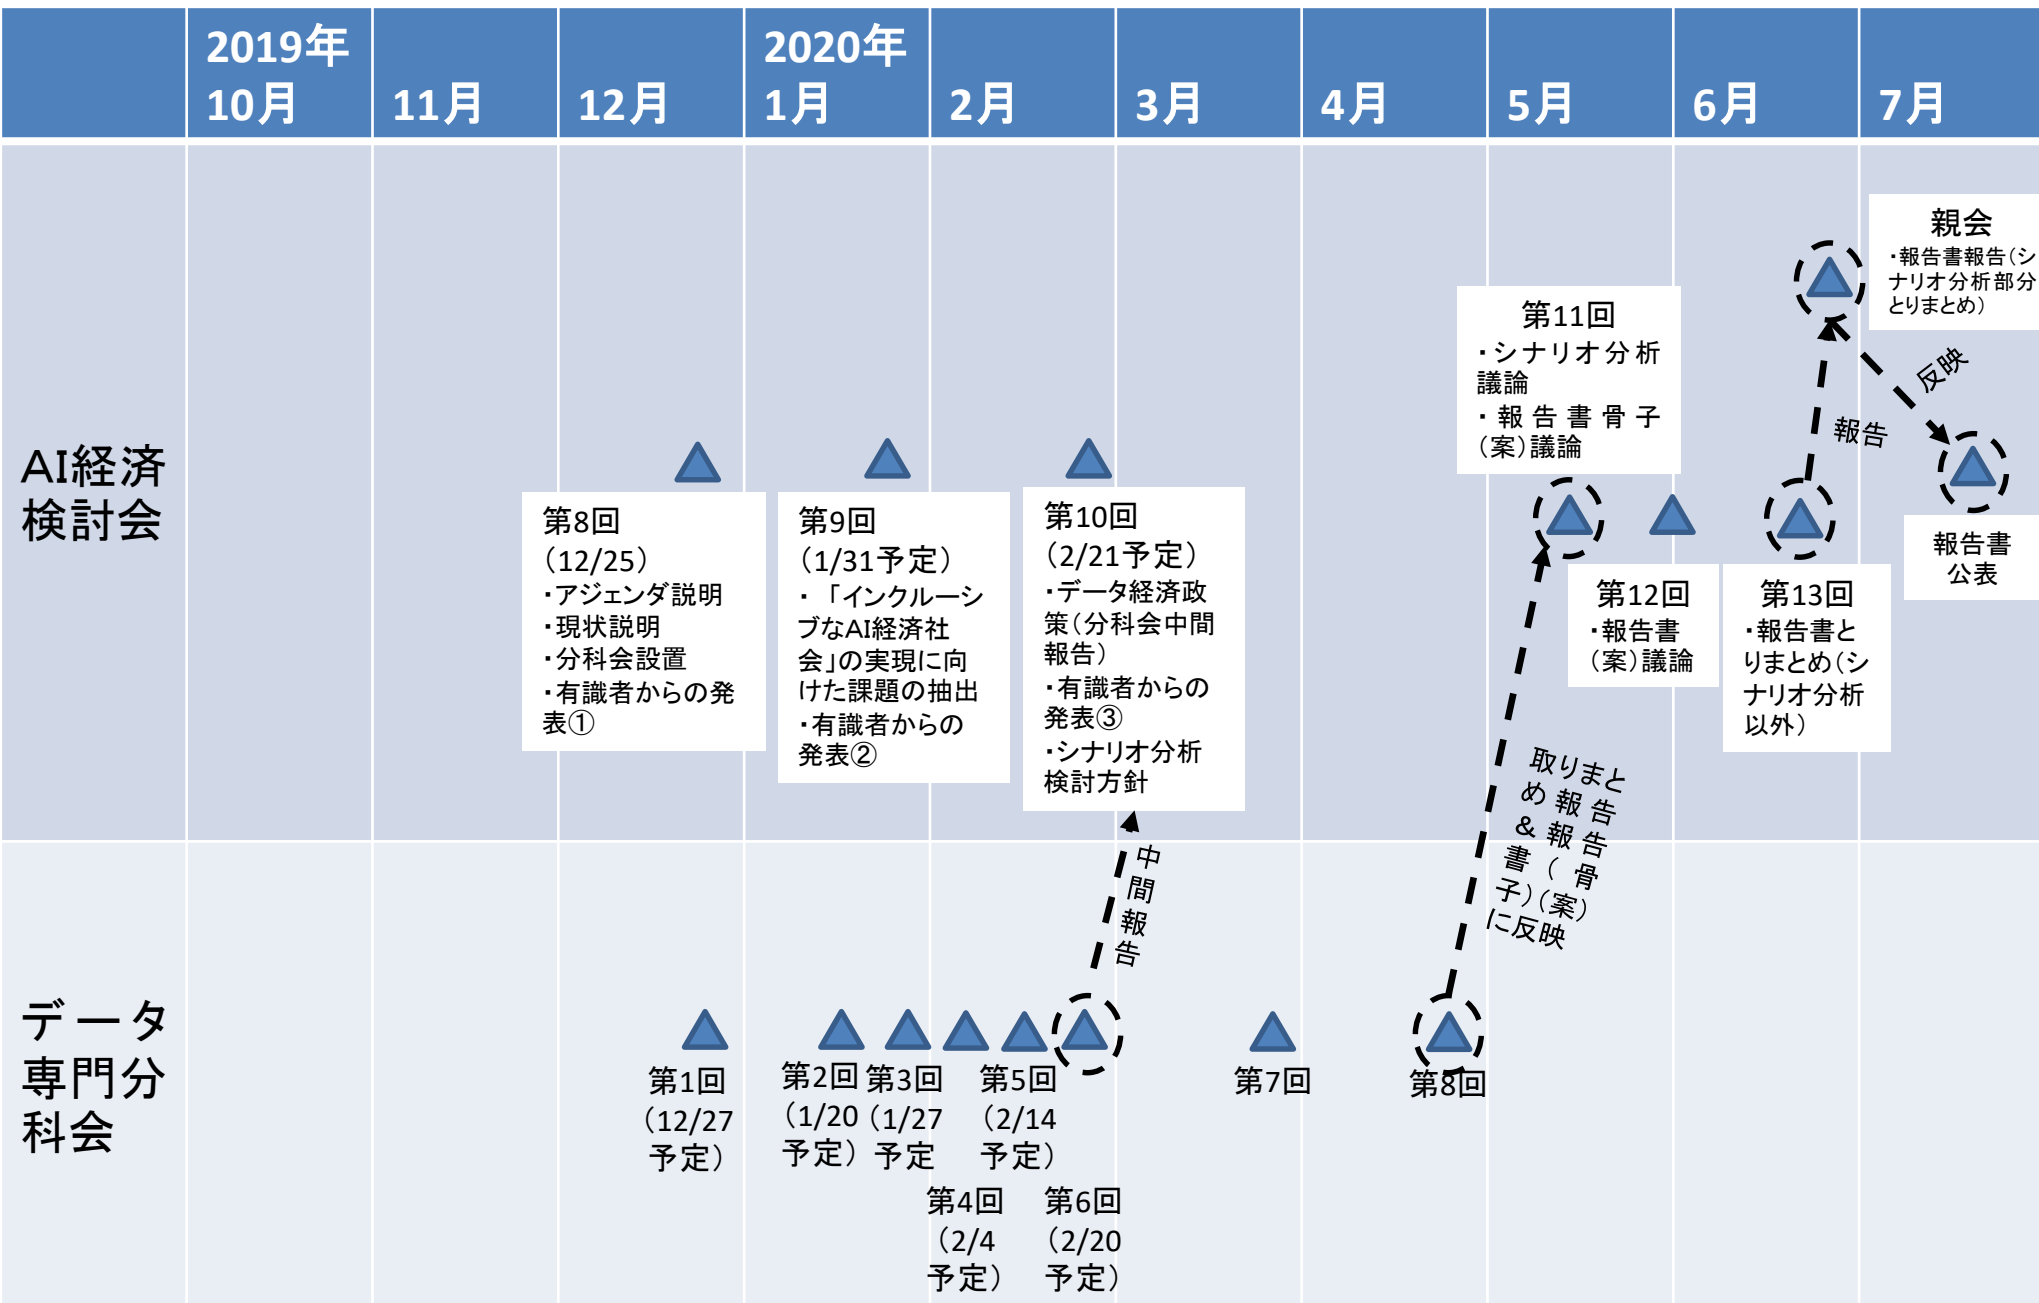 2019年
10月
11月
12月
2020年
1月
2月
3月
4月
5月
6月
7月
AI経済
検討会
第8回
（12/25）
・アジェンダ説明
・現状説明
・分科会設置
・有識者からの発
表①
第9回
（1/31予定）
・「インクルーシ
ブなAI経済社
会」の実現に向
けた課題の抽出
・有識者からの
発表②
第10回
（2/21予定）
・データ経済政
策（分科会中間
報告）
・有識者からの
発表③
・シナリオ分析
検討方針
第11回
・シナリオ分析
議論
・報告書骨子
（案）議論
第12回
・報告書
（案）議論
第13回
・報告書と
りまとめ（シ
ナリオ分析
以外）
親会
・報告書報告（シ
ナリオ分析部分
とりまとめ）
報告
反映
報告書
公表
中
間
報
告
取りまと
め報告
＆報告
書（骨
子）（案）
に反映
データ
専門分
科会
第1回
（12/27
予定）
第2回
（1/20
予定）
第3回
（1/27
予定
第4回
（2/4
予定）
第5回
（2/14
予定）
第6回
（2/20
予定）
第7回
第8回